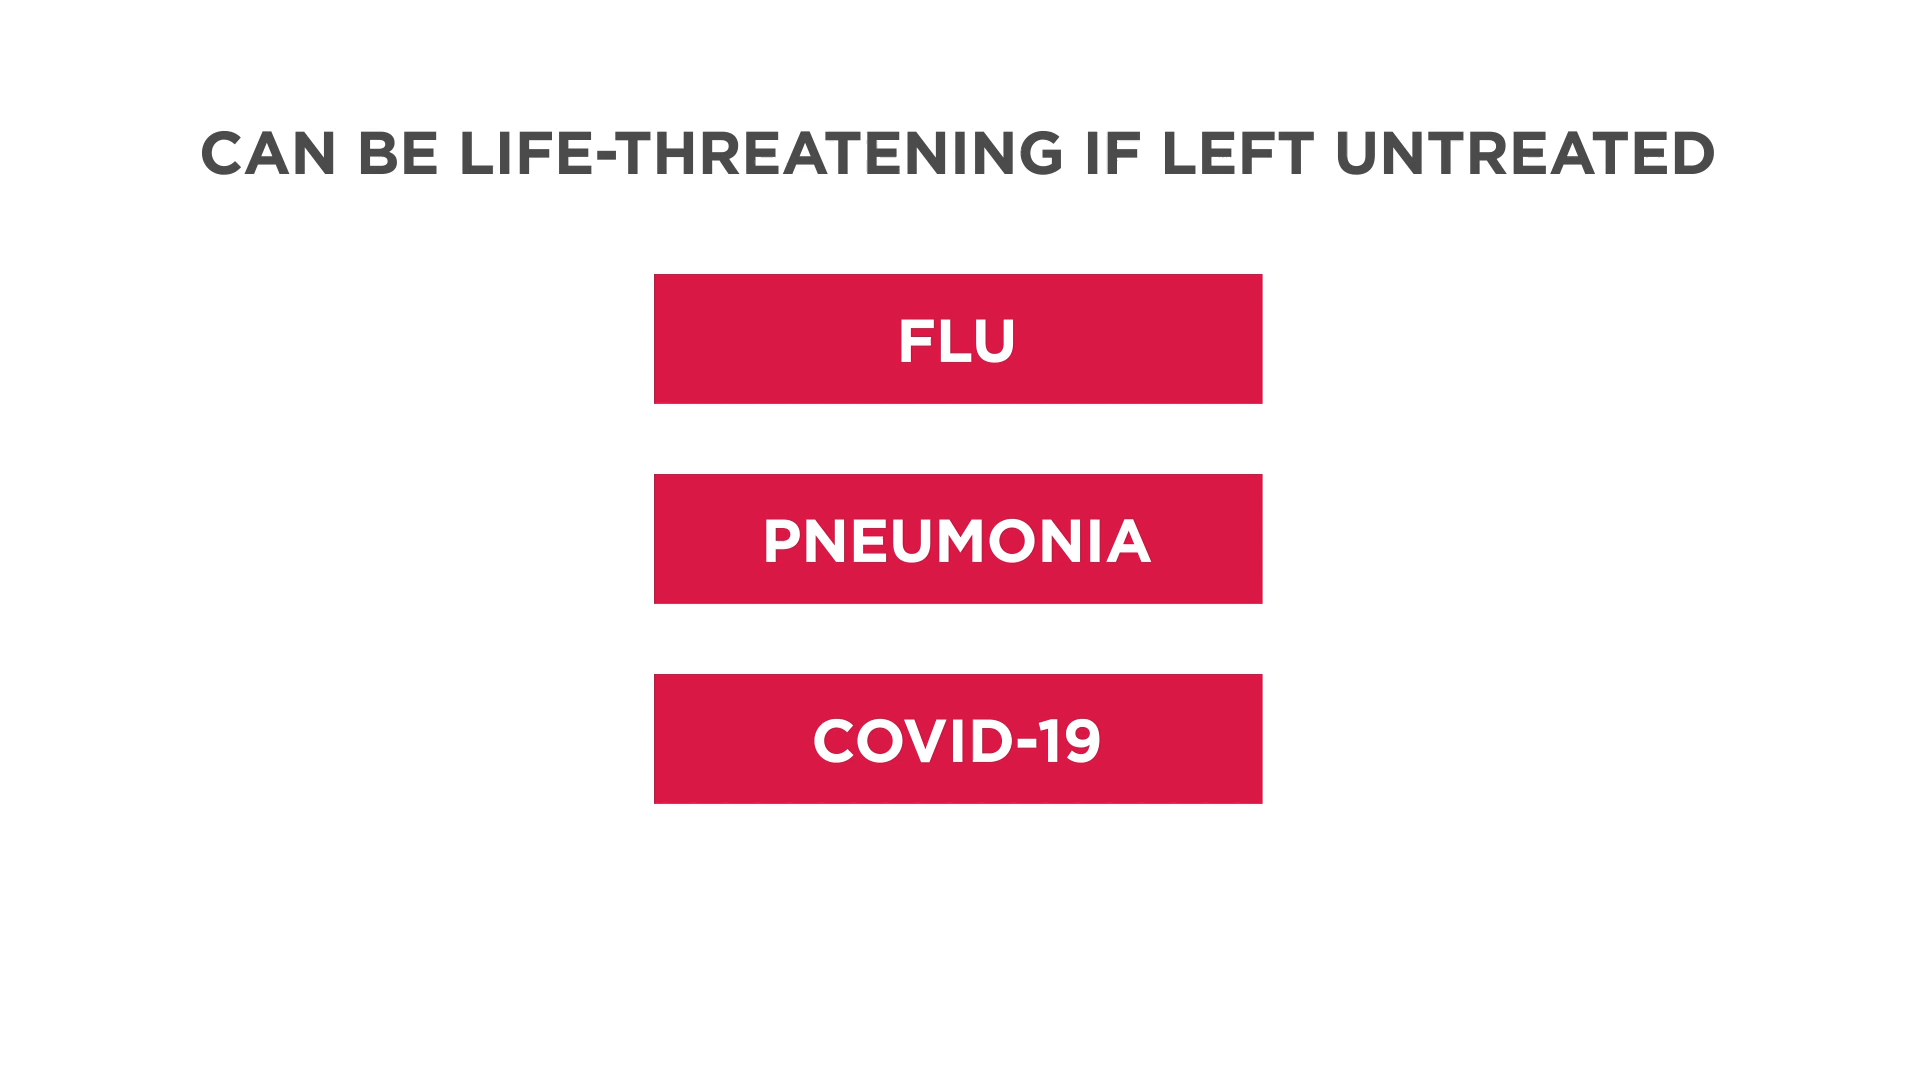 CAN BE LIFE-THREATENING IF LEFT UNTREATED
FLU
PNEUMONIA
COVID-19